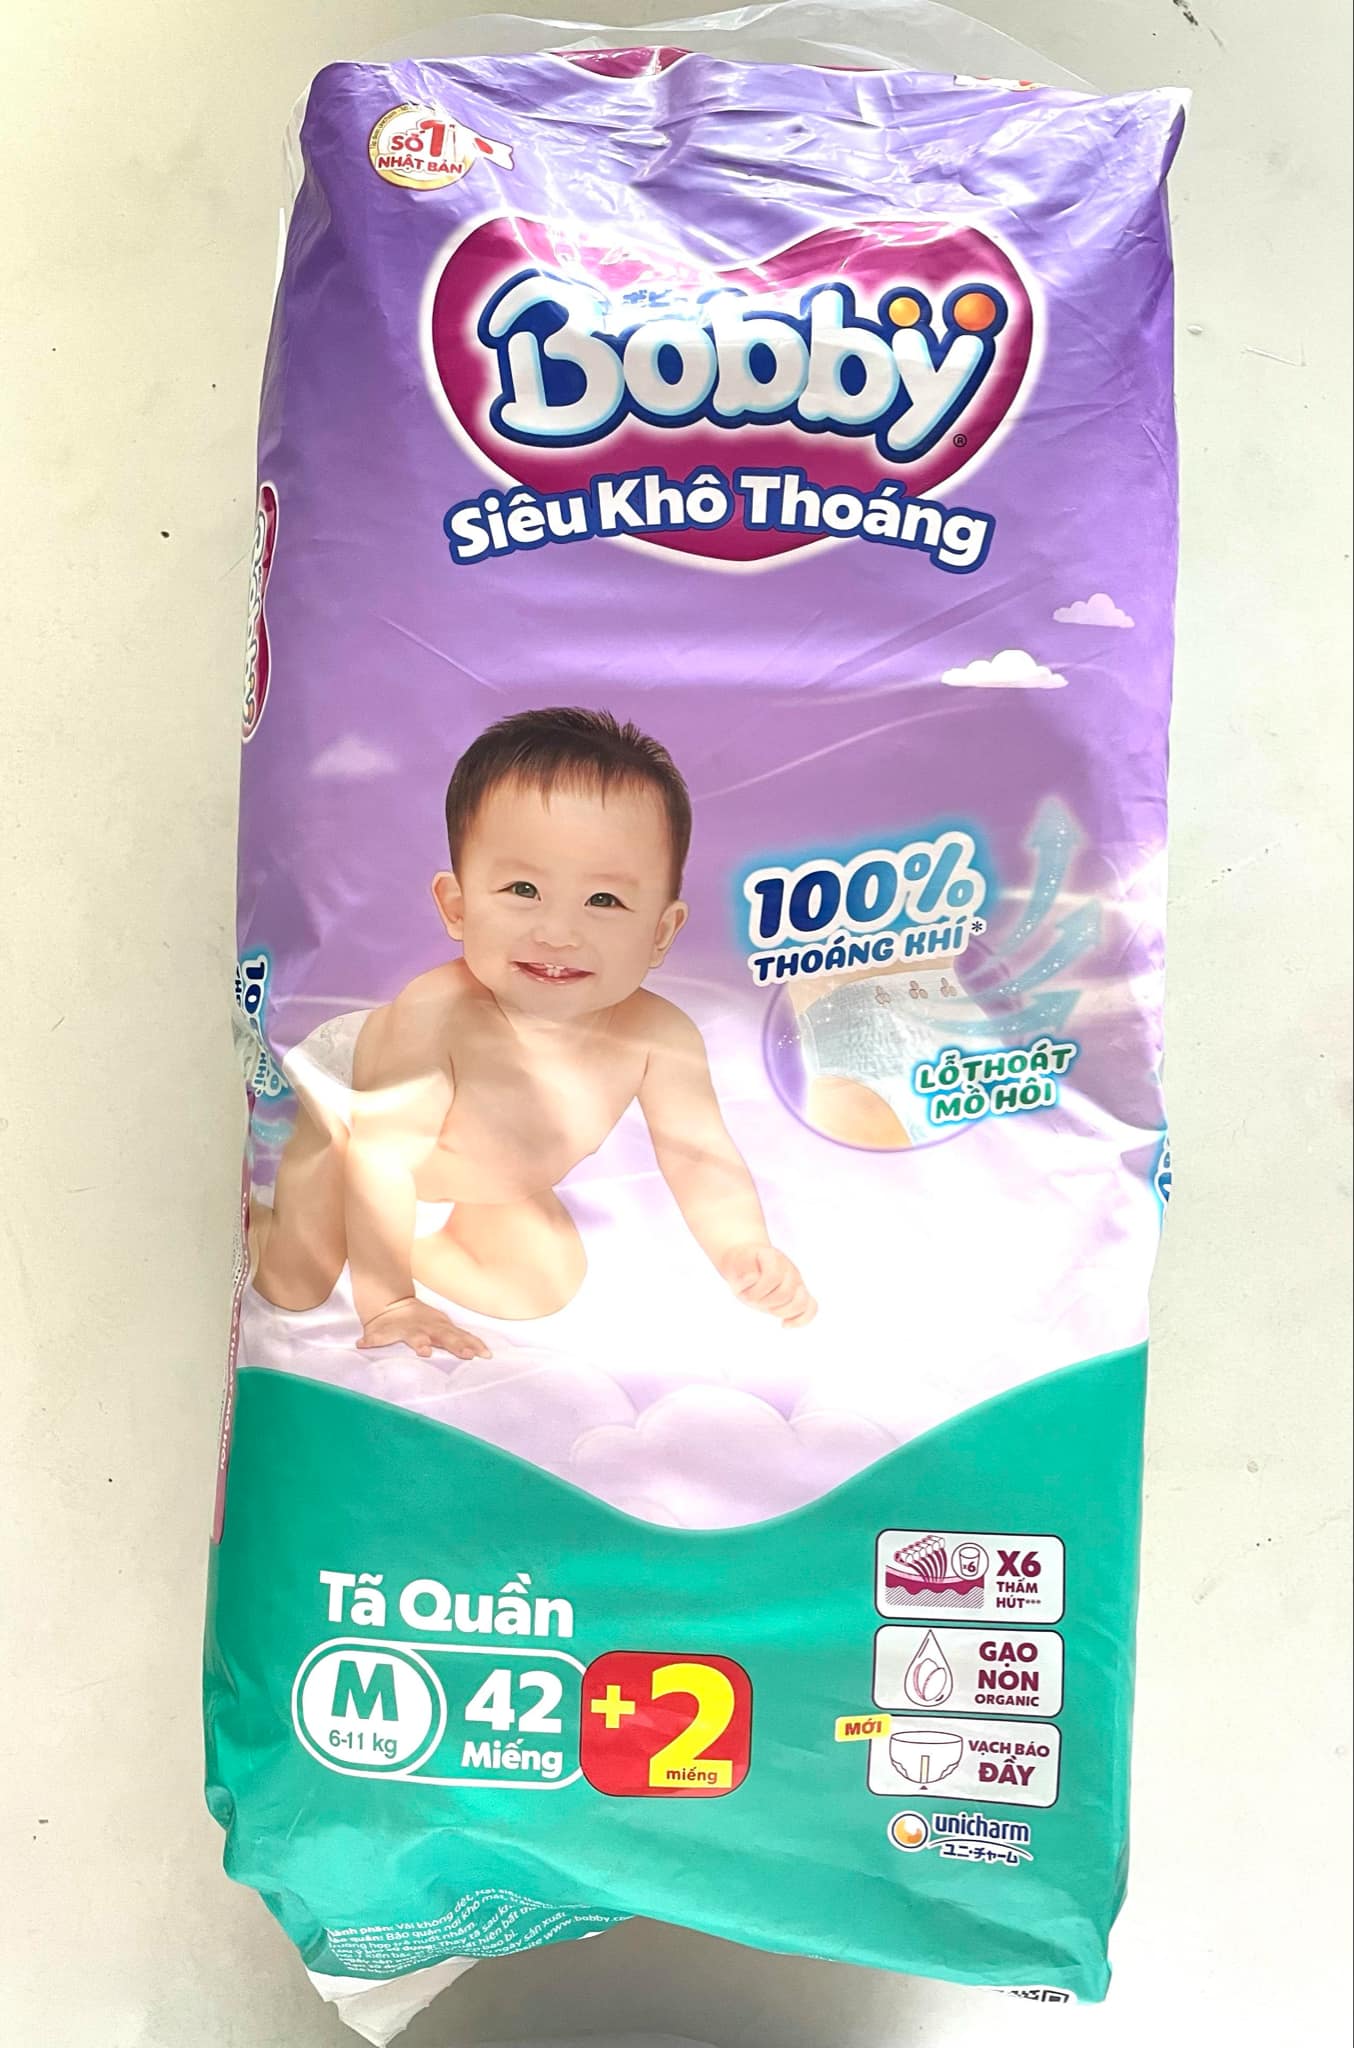 SỐ 1
NHẬT BẢN
Bobby®
Siêu Khô Thoáng
100%
THOÁNG KHÍ*
LỖ THOÁT
MỒ HÔI
Tã Quần
M
6-11 kg
42
Miếng
+2
miếng
x6
X6
THẤM
HÚT***
GẠO
NON
ORGANIC
MỚI
VẠCH BÁO
ĐẦY
unicharm
ユニ・チャーム